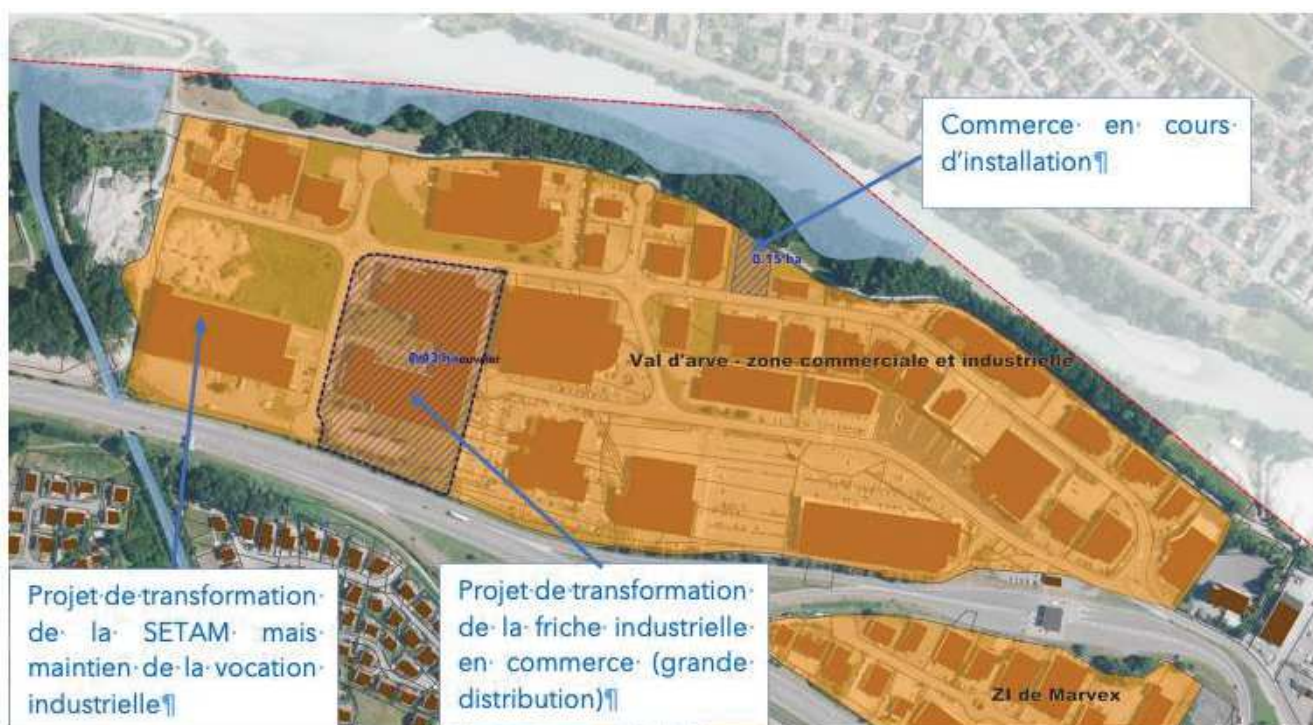 Commerce en cours
d'installation¶
0.15 ha
Val d'arve - zone commerciale et industrielle
Projet de transformation
de la SETAM mais
maintien de la vocation
industrielle¶
Projet de transformation
de la friche industrielle
en commerce (grande
distribution)¶
ZI de Marvex